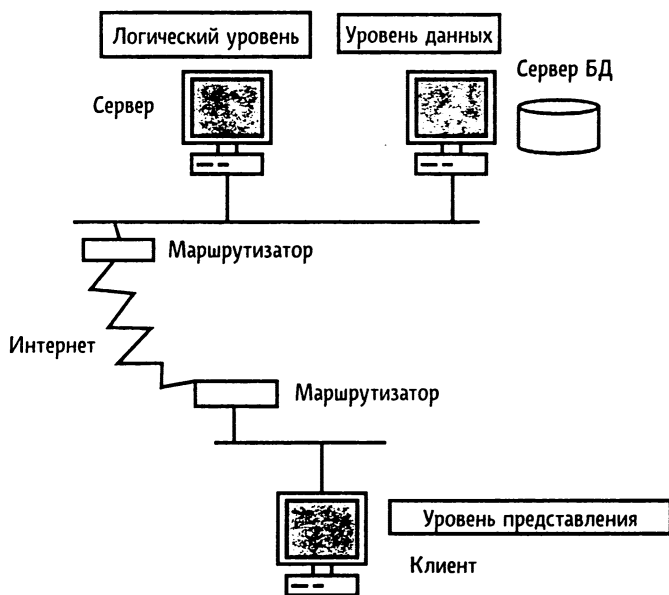 Логический уровень
Уровень данных
Сервер БД
Сервер
Маршрутизатор
Интернет
Маршрутизатор
Уровень представления
Клиент